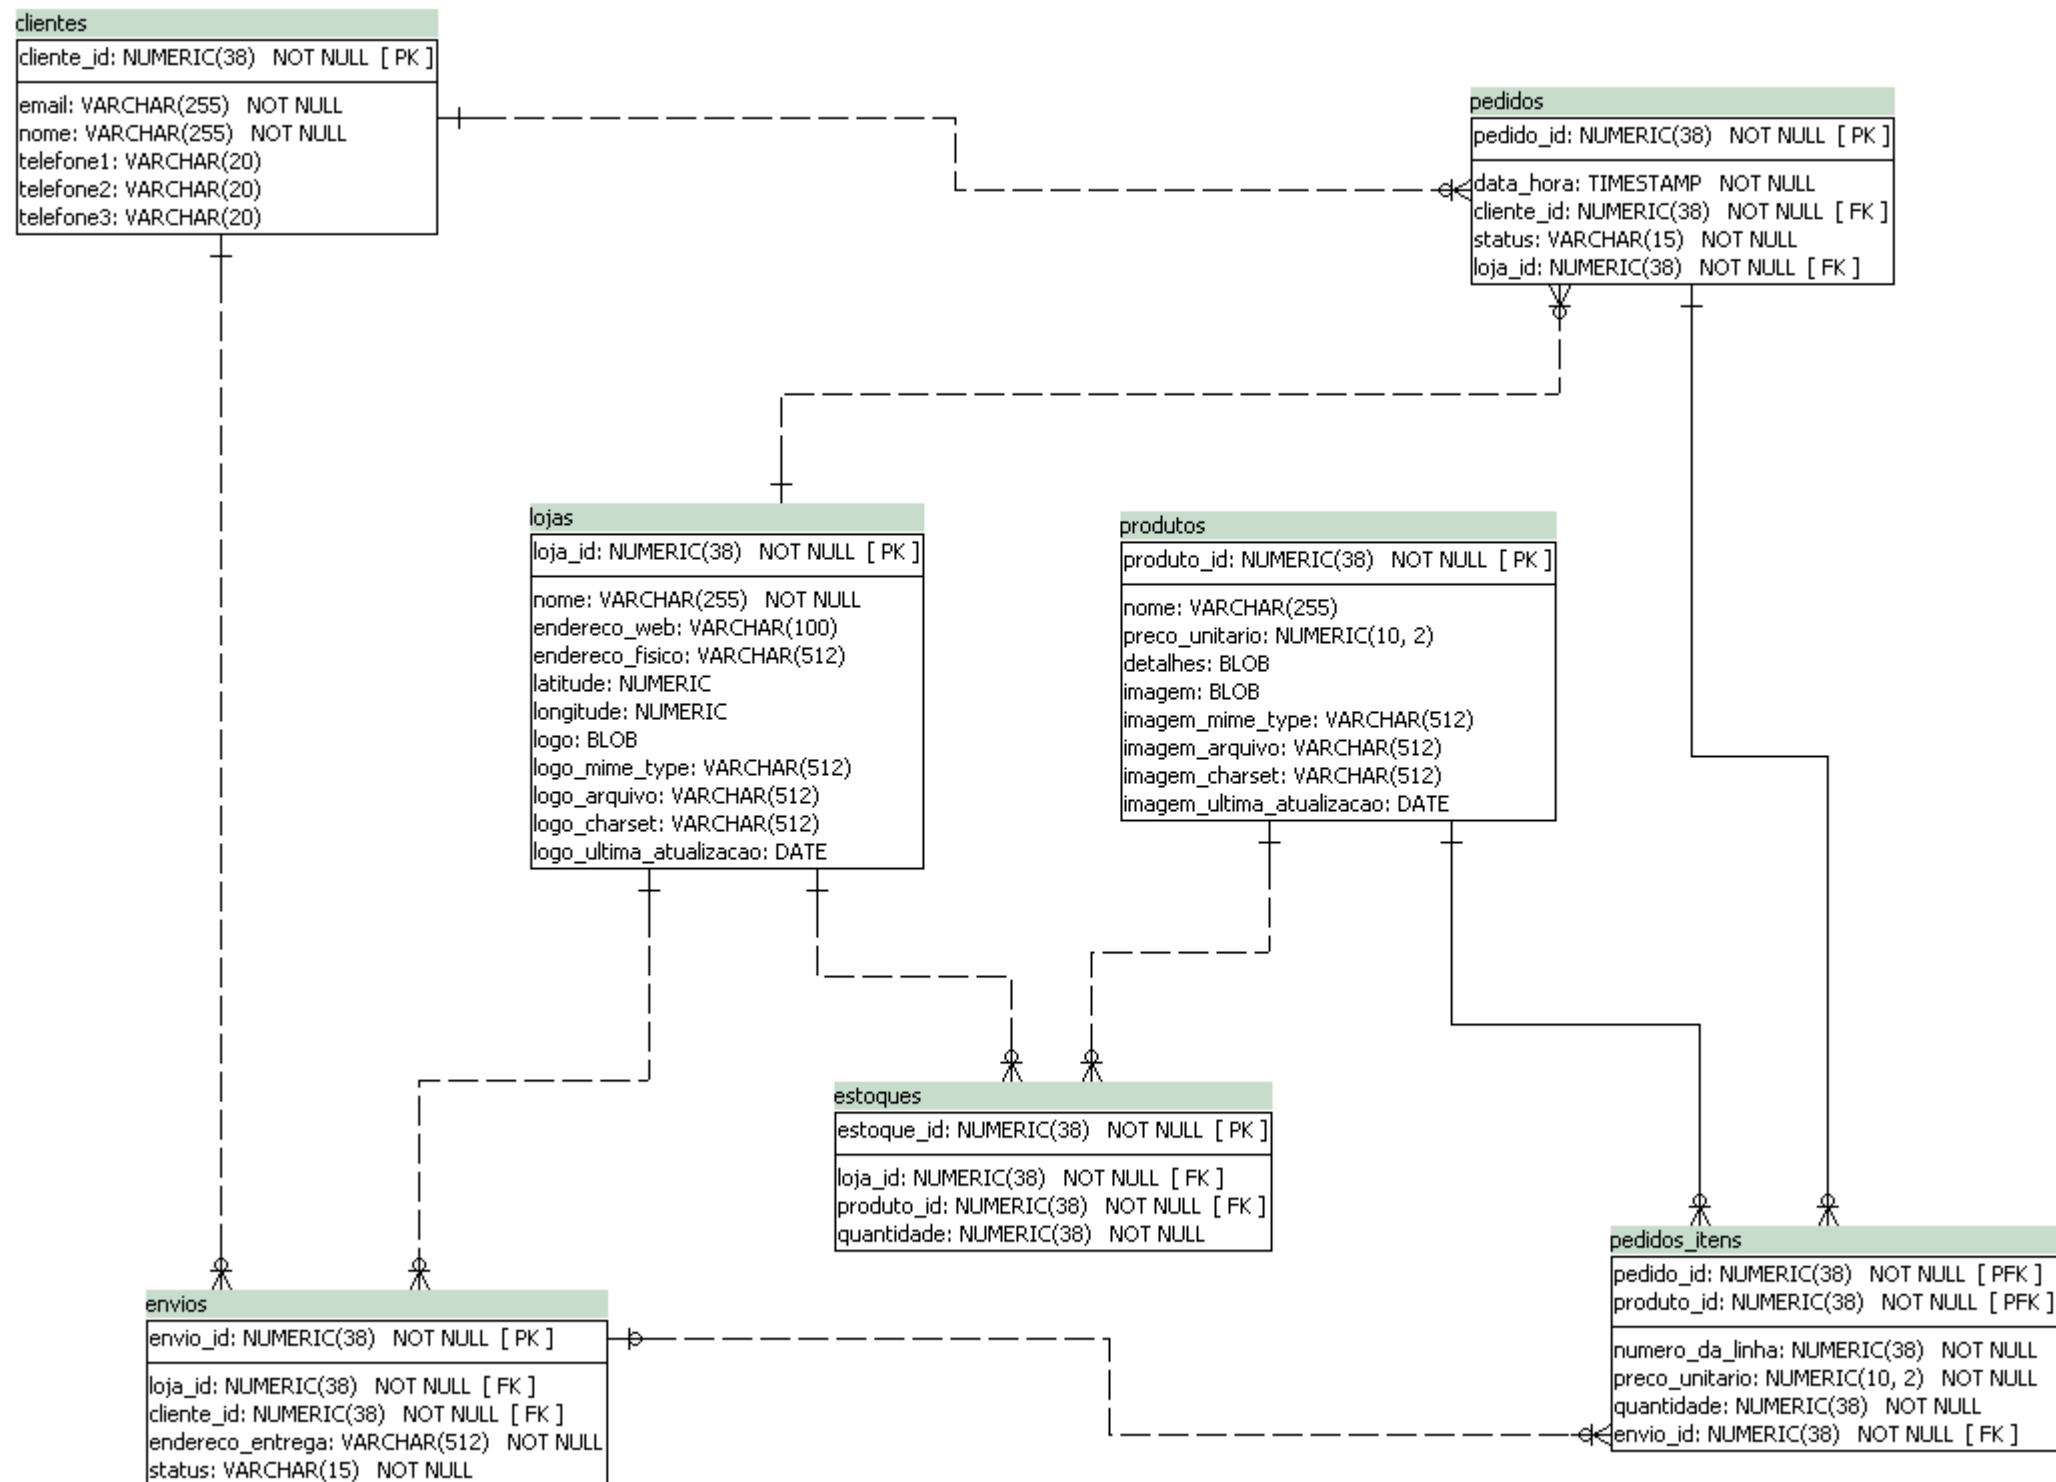 clientes
cliente_id: NUMERIC(38) NOT NULL [ PK ]
email: VARCHAR(255) NOT NULL
nome: VARCHAR(255) NOT NULL
telefone1: VARCHAR(20)
telefone2: VARCHAR(20)
telefone3: VARCHAR(20)
pedidos
pedido_id: NUMERIC(38) NOT NULL [ PK ]
data_hora: TIMESTAMP NOT NULL
cliente_id: NUMERIC(38) NOT NULL [ FK ]
status: VARCHAR(15) NOT NULL
loja_id: NUMERIC(38) NOT NULL [ FK ]
lojas
loja_id: NUMERIC(38) NOT NULL [ PK ]
nome: VARCHAR(255) NOT NULL
endereco_web: VARCHAR(100)
endereco_fisico: VARCHAR(512)
latitude: NUMERIC
longitude: NUMERIC
logo: BLOB
logo_mime_type: VARCHAR(512)
logo_arquivo: VARCHAR(512)
logo_charset: VARCHAR(512)
logo_ultima_atualizacao: DATE
produtos
produto_id: NUMERIC(38) NOT NULL [ PK ]
nome: VARCHAR(255)
preco_unitario: NUMERIC(10, 2)
detalhes: BLOB
imagem: BLOB
imagem_mime_type: VARCHAR(512)
imagem_arquivo: VARCHAR(512)
imagem_charset: VARCHAR(512)
imagem_ultima_atualizacao: DATE
estoques
estoque_id: NUMERIC(38) NOT NULL [ PK ]
loja_id: NUMERIC(38) NOT NULL [ FK ]
produto_id: NUMERIC(38) NOT NULL [ FK ]
quantidade: NUMERIC(38) NOT NULL
envios
envio_id: NUMERIC(38) NOT NULL [ PK ]
loja_id: NUMERIC(38) NOT NULL [ FK ]
cliente_id: NUMERIC(38) NOT NULL [ FK ]
endereco_entrega: VARCHAR(512) NOT NULL
status: VARCHAR(15) NOT NULL
pedidos_itens
pedido_id: NUMERIC(38) NOT NULL [ PFK ]
produto_id: NUMERIC(38) NOT NULL [ PFK ]
numero_da_linha: NUMERIC(38) NOT NULL
preco_unitario: NUMERIC(10, 2) NOT NULL
quantidade: NUMERIC(38) NOT NULL
envio_id: NUMERIC(38) NOT NULL [ FK ]